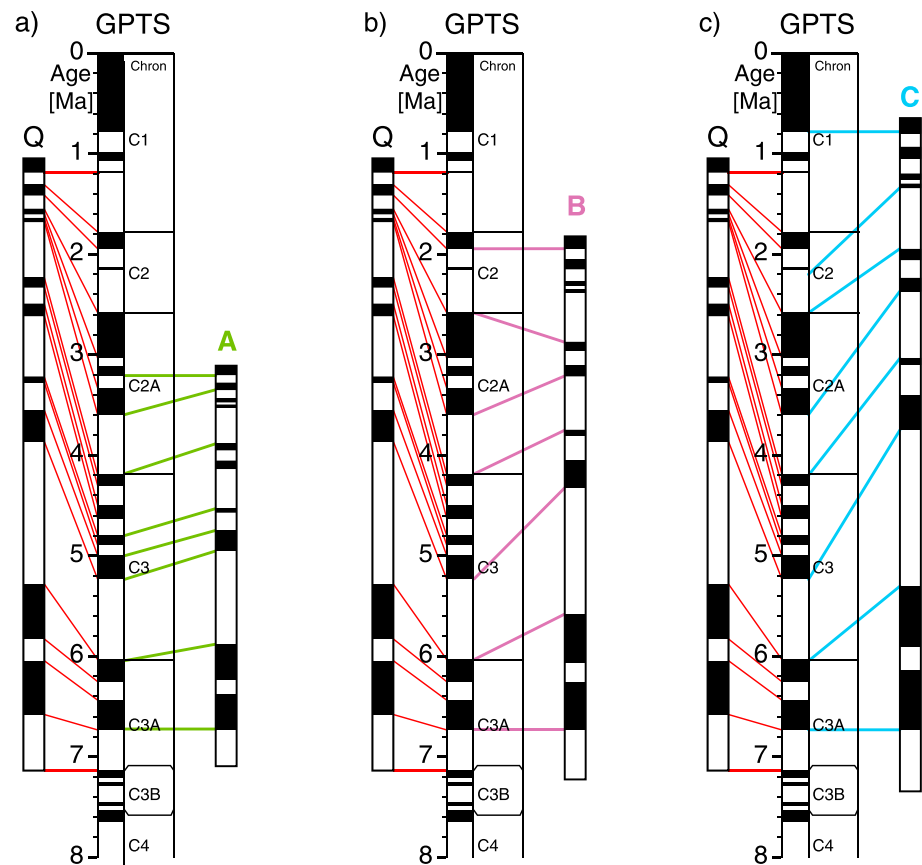 a) GPTS
0
Age
[Ma]
Chron
Q
1
C1
2
C2
3
A
C2A
4
5
C3
6
C3A
7
C3B
C4
8
b) GPTS
0
Age
[Ma]
Chron
Q
1
C1
B
2
C2
3
C2A
4
5
C3
6
C3A
7
C3B
C4
8
c) GPTS
0
Age
[Ma]
Chron
C
Q
1
C1
2
C2
3
C2A
4
5
C3
6
C3A
7
C3B
C4
8